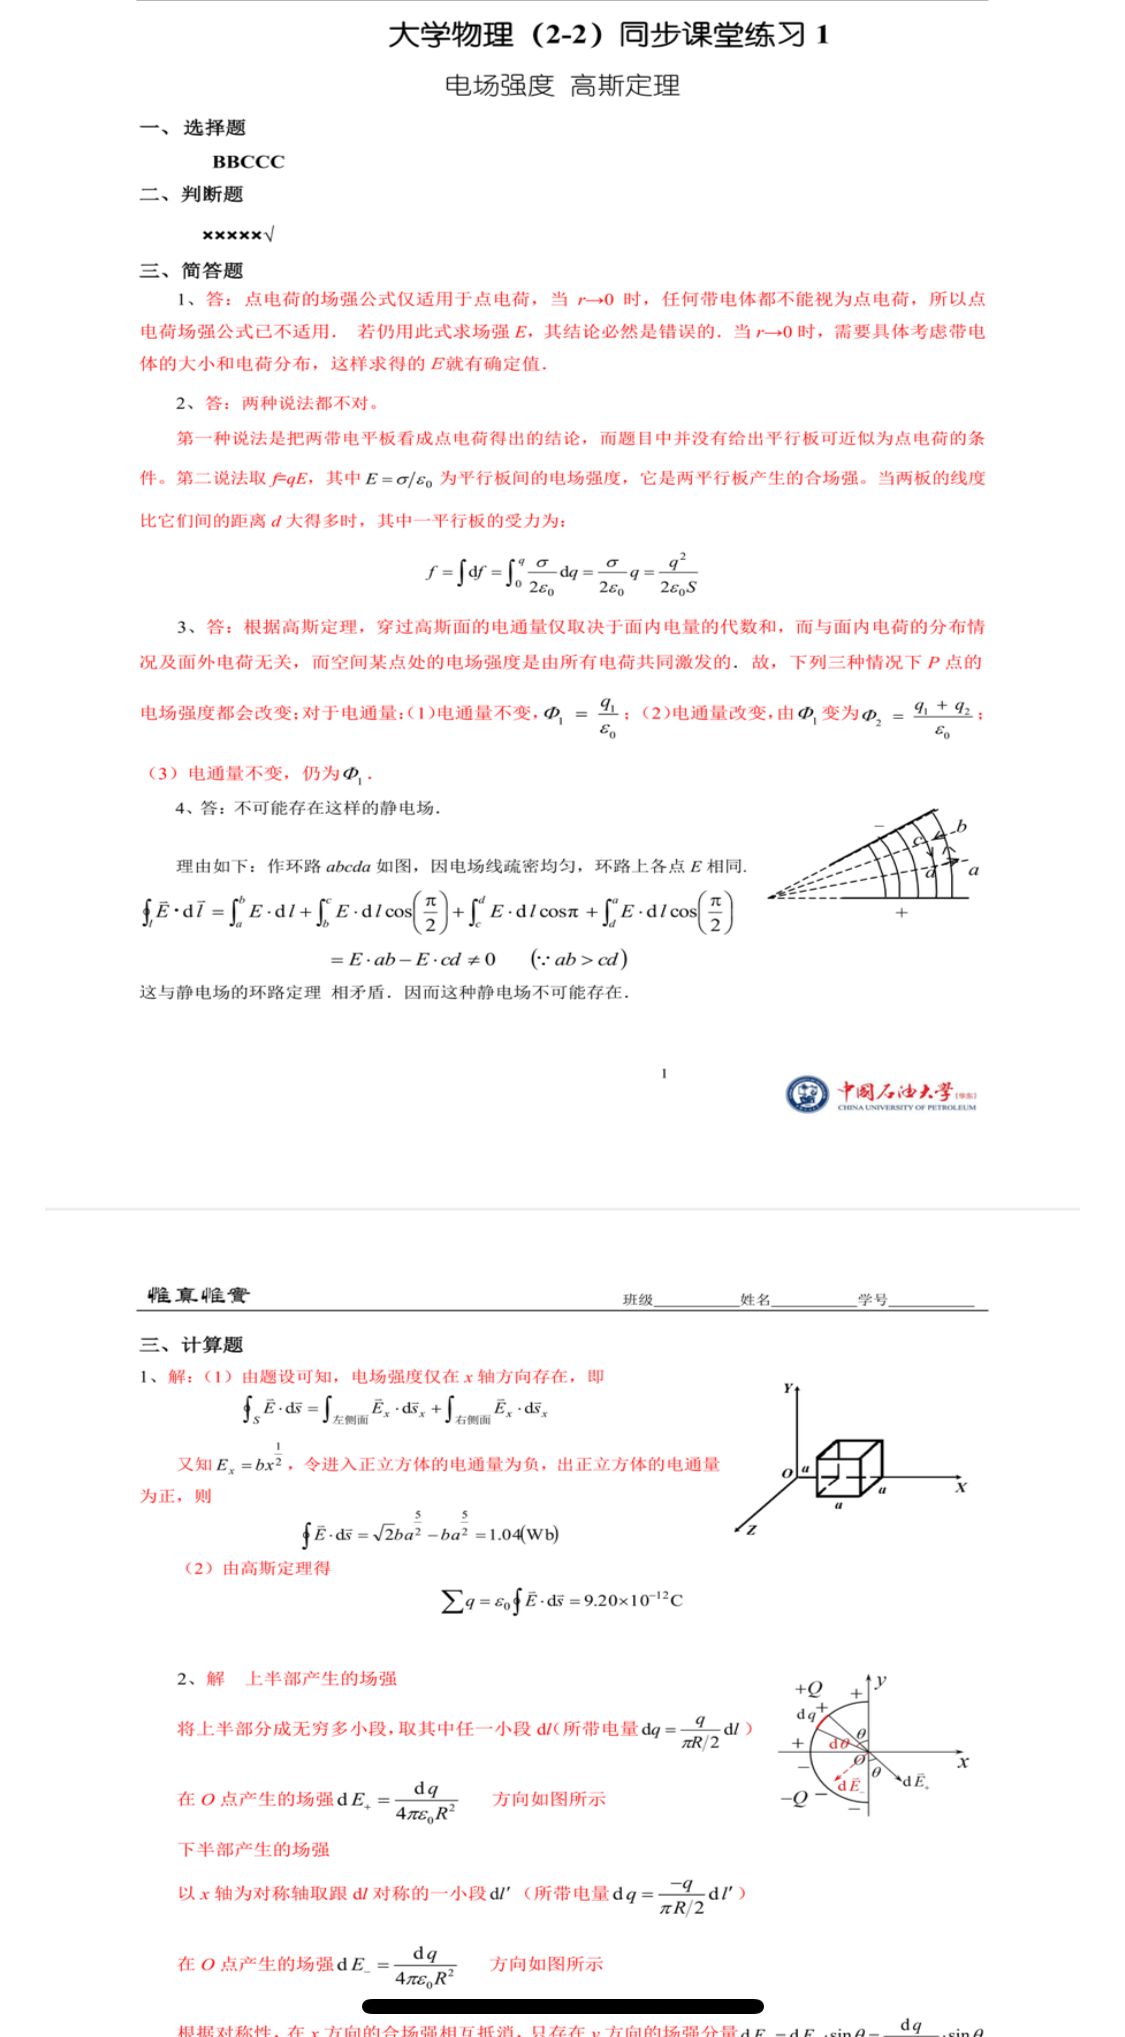 大学物理（2-2）同步课堂练习 1
电场强度 高斯定理
一、选择题
BBCCC
二、判断题
×××××√
三、简答题
1、答：点电荷的场强公式仅适用于点电荷，当 r→0 时，任何带电体都不能视为点电荷，所以点
电荷场强公式已不适用． 若仍用此式求场强 E，其结论必然是错误的．当 r→0 时，需要具体考虑带电
体的大小和电荷分布，这样求得的 E就有确定值．
2、答：两种说法都不对。
第一种说法是把两带电平板看成点电荷得出的结论，而题目中并没有给出平行板可近似为点电荷的条
件。第二说法取 f=qE，其中 E = σ/ε₀ 为平行板间的电场强度，它是两平行板产生的合场强。当两板的线度
比它们间的距离 d 大得多时，其中一平行板的受力为：
f = ∫df = ∫₀^q σ/2ε₀ dq = σ/2ε₀ q = q²/2ε₀S
3、答：根据高斯定理，穿过高斯面的电通量仅取决于面内电量的代数和，而与面内电荷的分布情
况及面外电荷无关，而空间某点处的电场强度是由所有电荷共同激发的．故，下列三种情况下 P 点的
电场强度都会改变；对于电通量：（1）电通量不变，Φ₁ = q₁/ε₀；（2）电通量改变，由 Φ₁ 变为 Φ₂ = (q₁ + q₂)/ε₀；
（3）电通量不变，仍为 Φ₁．
4、答：不可能存在这样的静电场．
− b
c
理由如下：作环路 abcda 如图，因电场线疏密均匀，环路上各点 E 相同．
d a
∮_l E⃗·dl⃗ = ∫_a^b E·dl + ∫_b^c E·dl cos(π/2) + ∫_c^d E·dl cosπ + ∫_d^a E·dl cos(π/2)
+
= E·ab − E·cd ≠ 0 (∵ ab > cd)
这与静电场的环路定理 相矛盾．因而这种静电场不可能存在．
1
中国石油大学（华东）
CHINA UNIVERSITY OF PETROLEUM
惟真惟实
班级 姓名 学号
三、计算题
1、解：（1）由题设可知，电场强度仅在 x 轴方向存在，即
Y
∮_S E⃗·ds⃗ = ∫_左侧面 E⃗ₓ·ds⃗ₓ + ∫_右侧面 E⃗ₓ·ds⃗ₓ
又知 Eₓ = bx^(1/2)，令进入正立方体的电通量为负，出正立方体的电通量
O a a X
a
为正，则
Z
∮ E⃗·ds⃗ = √2ba^(5/2) − ba^(5/2) = 1.04(Wb)
（2）由高斯定理得
∑q = ε₀∮ E⃗·ds⃗ = 9.20×10⁻¹²C
2、解 上半部产生的场强
+Q + y
dq +
将上半部分成无穷多小段，取其中任一小段 dl（所带电量 dq = q/(πR/2) dl ）
+ dθ θ
O x
− θ
dE⃗₋ dE⃗₊
−Q − −
在 O 点产生的场强 dE₊ = dq/4πε₀R² 方向如图所示
下半部产生的场强
以 x 轴为对称轴取跟 dl 对称的一小段 dl′（所带电量 dq = −q/(πR/2) dl′ ）
在 O 点产生的场强 dE₋ = dq/4πε₀R² 方向如图所示
根据对称性，在 x 方向的合场强相互抵消，只存在 y 方向的场强分量